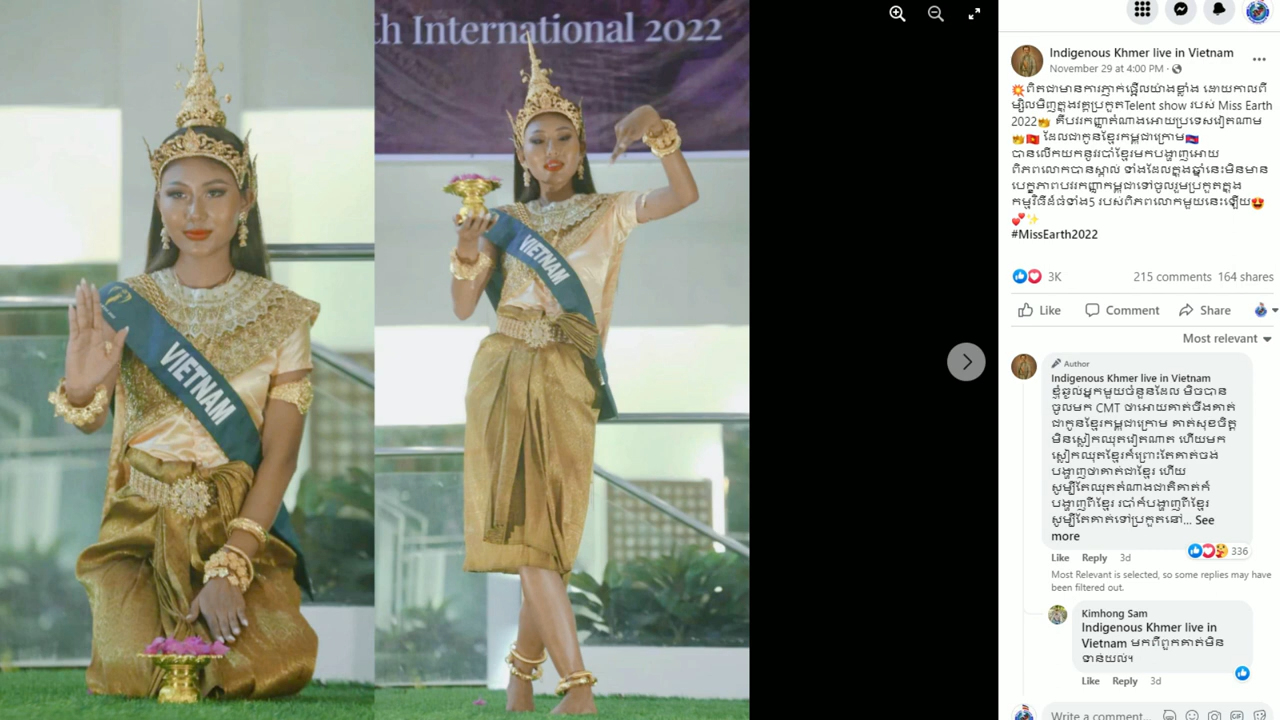 th International 2022
VIETNAM
VIETNAM
Indigenous Khmer live in Vietnam
November 29 at 4:00 PM ·
💥ពិតជាមានការភ្ញាក់ផ្អើលយ៉ាងខ្លាំង ដោយកាលពី
ម្សិលមិញក្នុងវគ្គប្រកួតTelent show របស់ Miss Earth
2022👏 គឺបវរកញ្ញាតំណាងអោយប្រទេសវៀតណាម
👏🇻🇳 ដែលជាកូនខ្មែរកម្ពុជាក្រោម🇰🇭
បានលើកយកនូវរបាំខ្មែរមកបង្ហាញអោយ
ពិភពលោកបានស្គាល់ ទាំងដែលក្នុងឆ្នាំនេះមិនមាន
បេក្ខភាពបវរកញ្ញាកម្ពុជាទៅចូលរួមប្រកួតក្នុង
កម្មវិធីដ៏ធំទាំង5 របស់ពិភពលោកមួយនេះឡើយ😍
💕✨
#MissEarth2022
3K
215 comments 164 shares
Like
Comment
Share
Most relevant
Author
Indigenous Khmer live in Vietnam
ខ្ញុំឆ្ងល់អ្នកមួយចំនួនដែល មិចបាន
ចូលមក CMT ថាអោយគាត់ចឹងគាត់
ជាកូនខ្មែរកម្ពុជាក្រោម គាត់សុខចិត្ត
មិនស្លៀកឈុតវៀតណាត ហើយមក
ស្លៀកឈុតខ្មែរក៏ព្រោះតែគាត់ចង់
បង្ហាញថាគាត់ជាខ្មែរ ហើយ
សូម្បីតែឈុតតំណាងជាតិគាត់ក៏
បង្ហាញពីខ្មែរ របាំក៏បង្ហាញពីខ្មែរ
សូម្បីតែគាត់ទៅប្រកួតនៅ... See
more
336
Like Reply 3d
Most Relevant is selected, so some replies may have
been filtered out.
Kimhong Sam
Indigenous Khmer live in
Vietnam មកពីពួកគាត់មិន
ទាន់យល់។
Like Reply 3d
Write a comment...